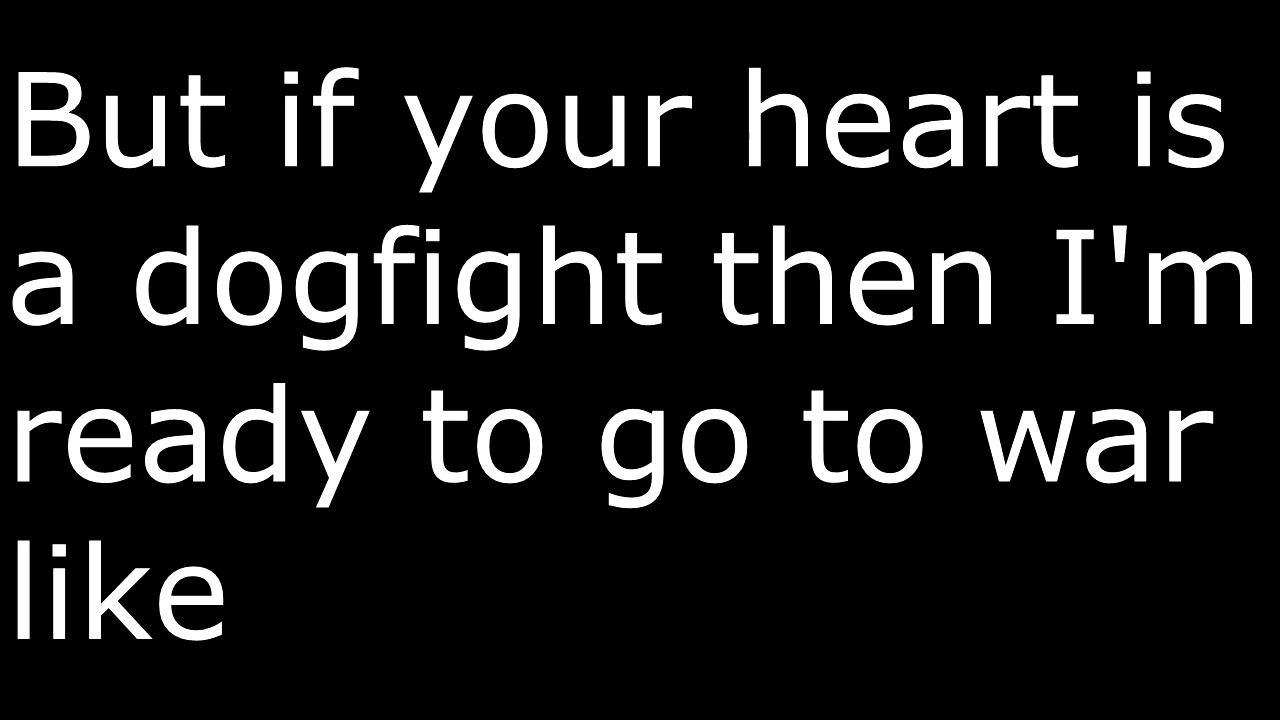 But if your heart is
a dogfight then I'm
ready to go to war
like